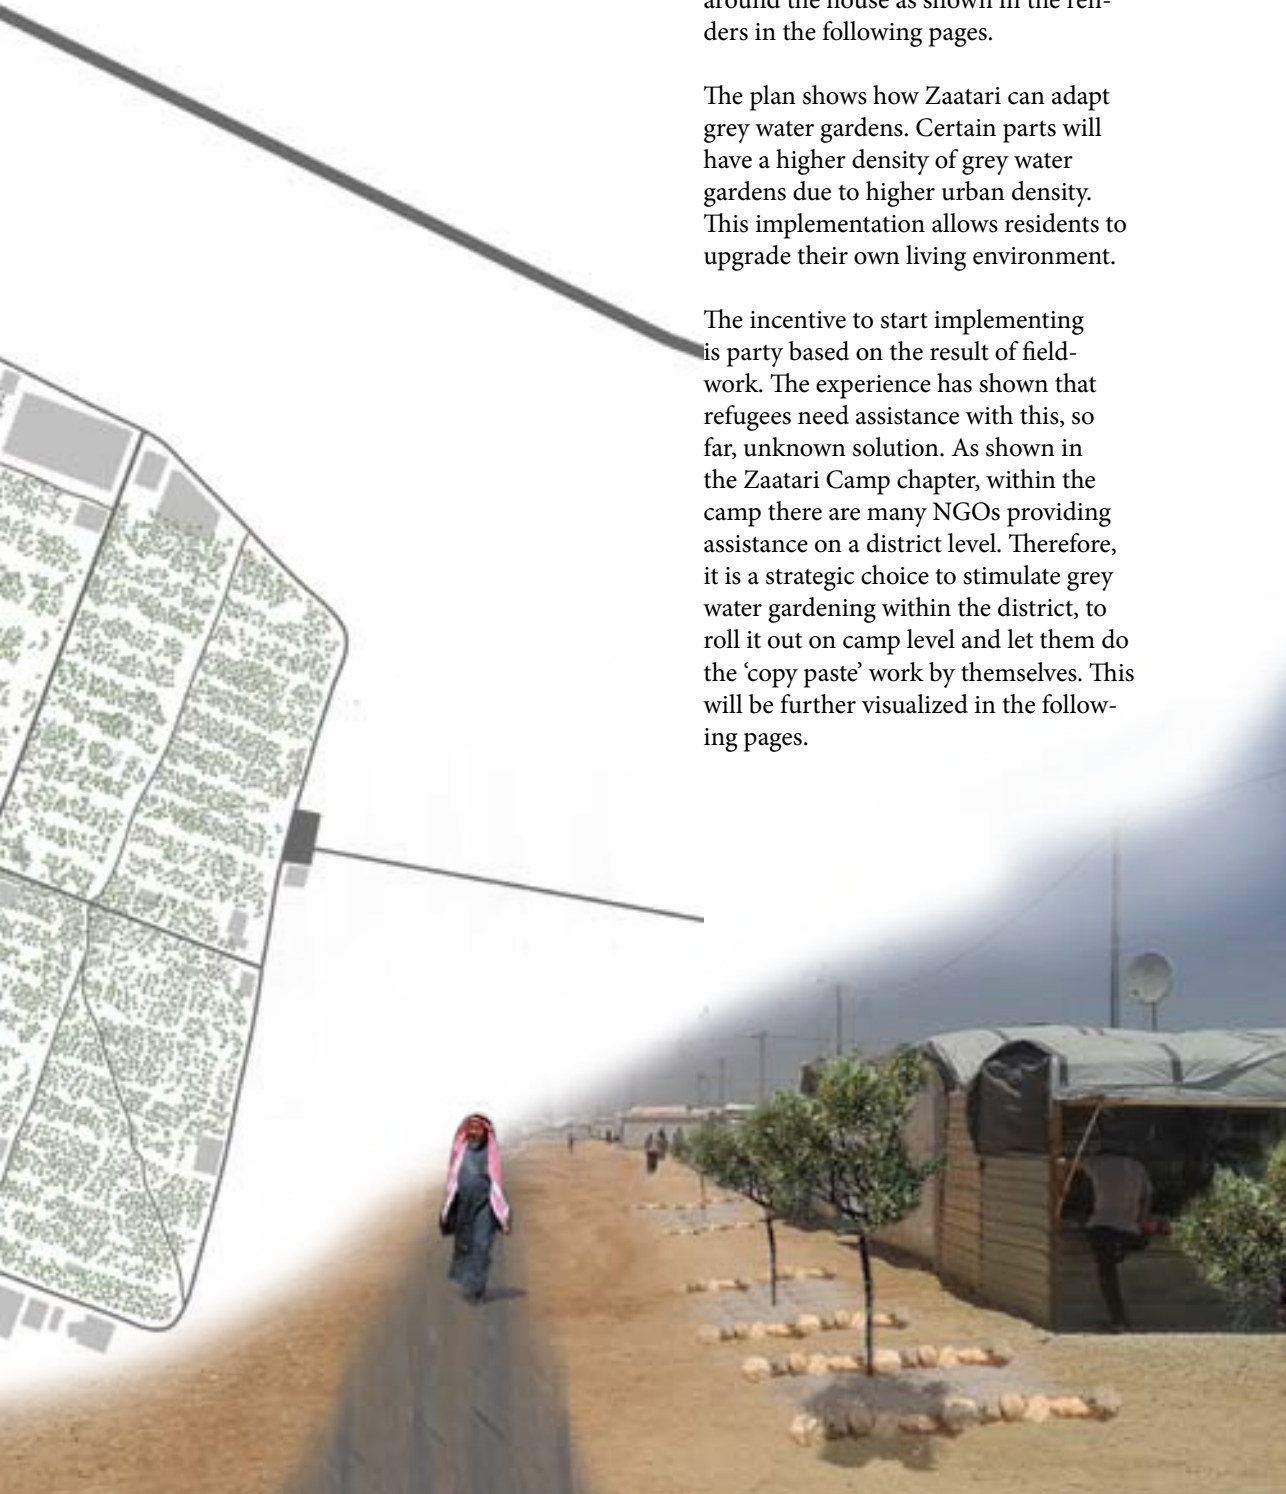 around the house as shown in the ren-
ders in the following pages.
The plan shows how Zaatari can adapt
grey water gardens. Certain parts will
have a higher density of grey water
gardens due to higher urban density.
This implementation allows residents to
upgrade their own living environment.
The incentive to start implementing
is party based on the result of field-
work. The experience has shown that
refugees need assistance with this, so
far, unknown solution. As shown in
the Zaatari Camp chapter, within the
camp there are many NGOs providing
assistance on a district level. Therefore,
it is a strategic choice to stimulate grey
water gardening within the district, to
roll it out on camp level and let them do
the ‘copy paste’ work by themselves. This
will be further visualized in the follow-
ing pages.